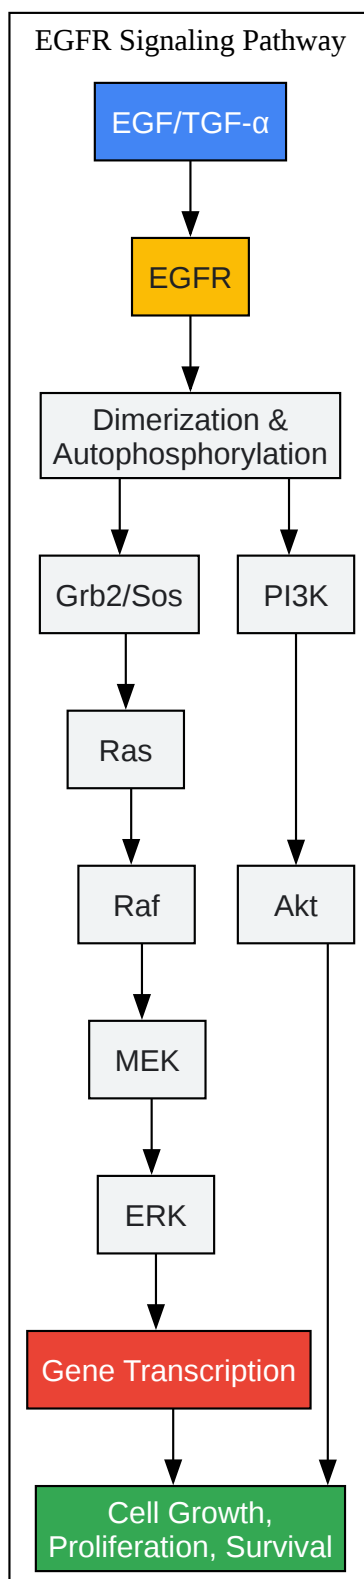 EGFR Signaling Pathway
EGF/TGF-α
EGFR
Dimerization &
Autophosphorylation
Grb2/Sos
PI3K
Ras
Raf
Akt
MEK
ERK
Gene Transcription
Cell Growth,
Proliferation, Survival